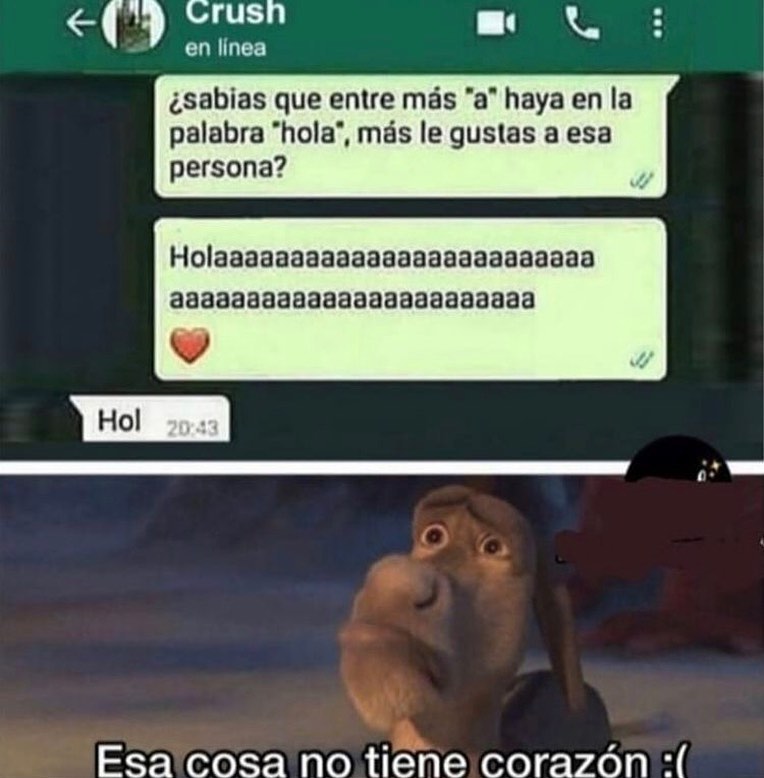 Crush
en línea
¿sabias que entre más "a" haya en la
palabra "hola", más le gustas a esa
persona?
Holaaaaaaaaaaaaaaaaaaaaaaaaaa
aaaaaaaaaaaaaaaaaaaaaaaa
❤️
Hol 20:43
Esa cosa no tiene corazón :(